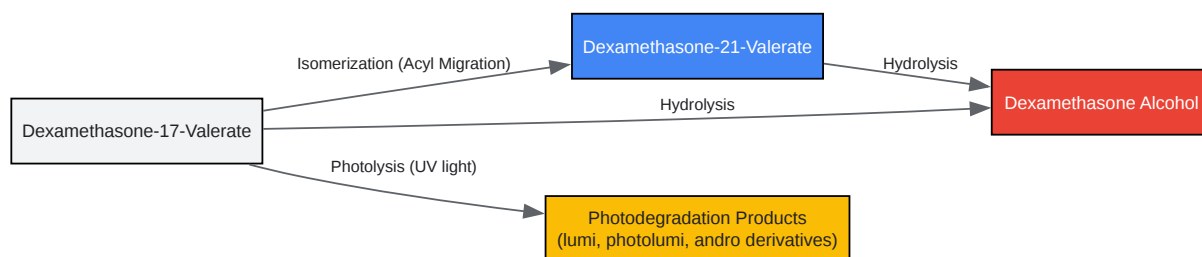 Dexamethasone-21-Valerate
Isomerization (Acyl Migration)
Hydrolysis
Dexamethasone Alcohol
Hydrolysis
Dexamethasone-17-Valerate
Photolysis (UV light)
Photodegradation Products
(lumi, photolumi, andro derivatives)